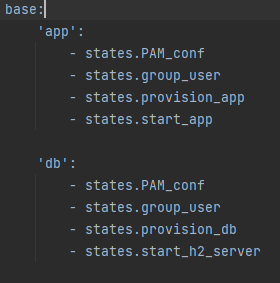 base:
    'app':
        - states.PAM_conf
        - states.group_user
        - states.provision_app
        - states.start_app

    'db':
        - states.PAM_conf
        - states.group_user
        - states.provision_db
        - states.start_h2_server